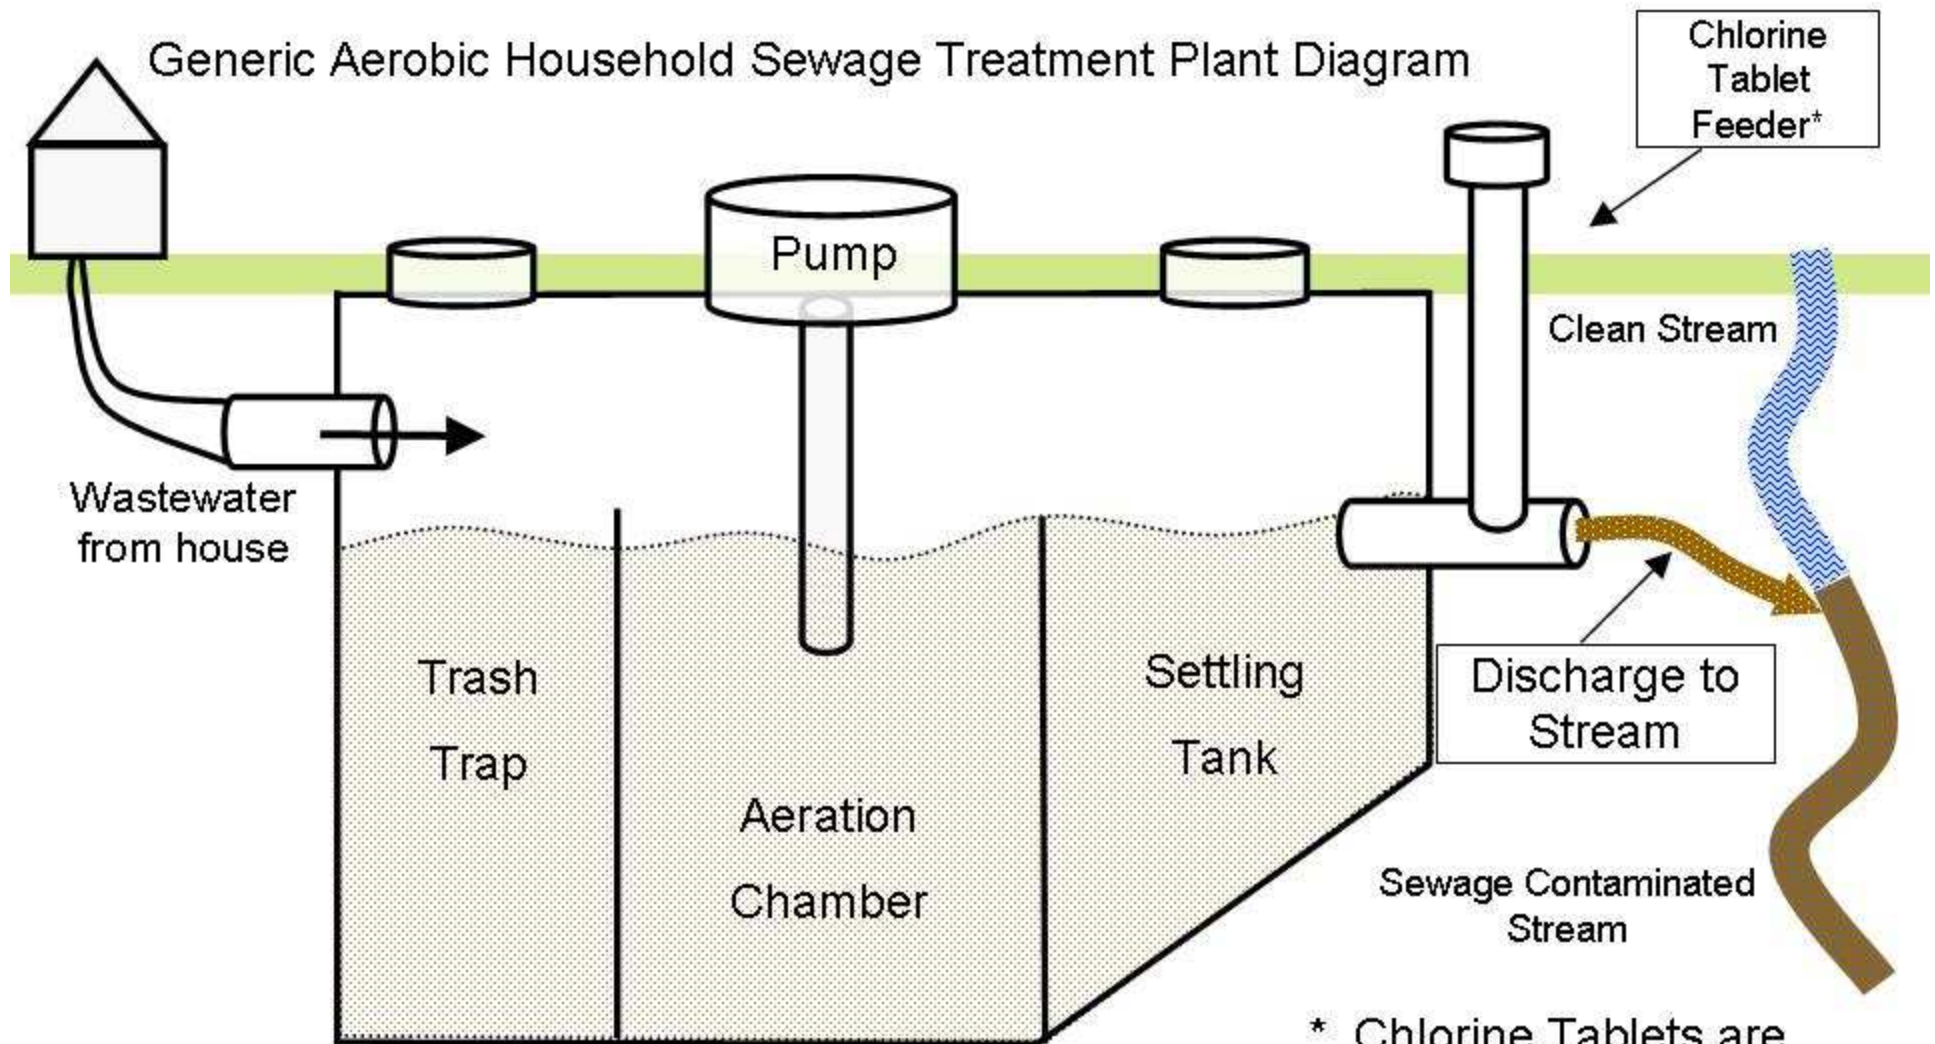 Generic Aerobic Household Sewage Treatment Plant Diagram
Chlorine
Tablet
Feeder*
Pump
Clean Stream
Wastewater
from house
Trash
Trap
Aeration
Chamber
Settling
Tank
Discharge to
Stream
Sewage Contaminated
Stream
* Chlorine Tablets are